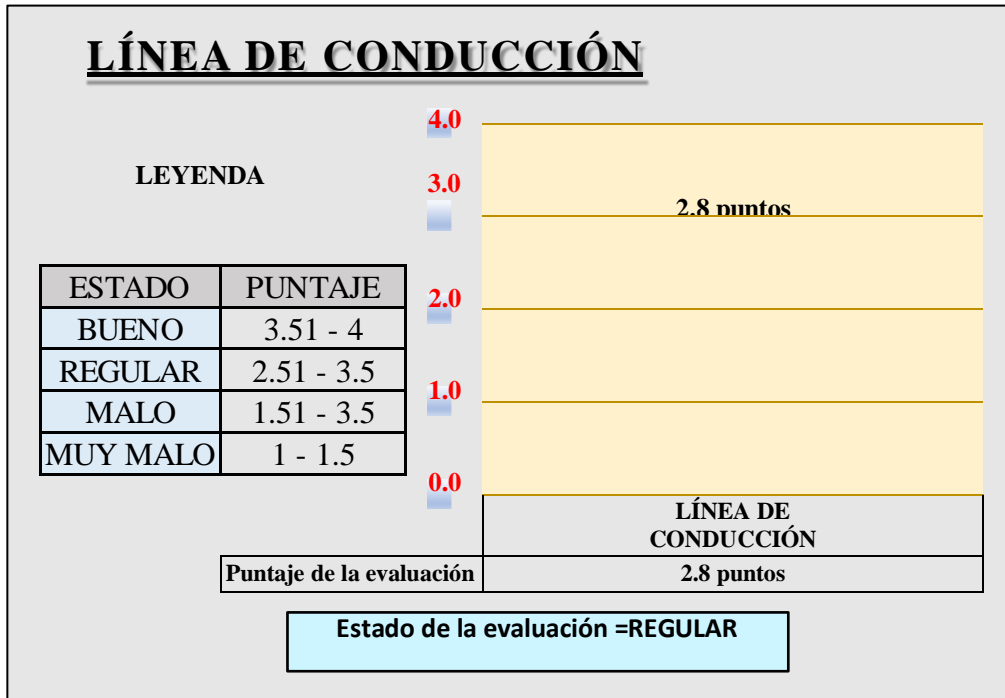 LÍNEA DE CONDUCCIÓN
LEYENDA
ESTADO PUNTAJE
BUENO 3.51 - 4
REGULAR 2.51 - 3.5
MALO 1.51 - 3.5
MUY MALO 1 - 1.5
4.0
3.0
2.0
1.0
0.0
2.8 puntos
LÍNEA DE
CONDUCCIÓN
Puntaje de la evaluación 2.8 puntos
Estado de la evaluación =REGULAR